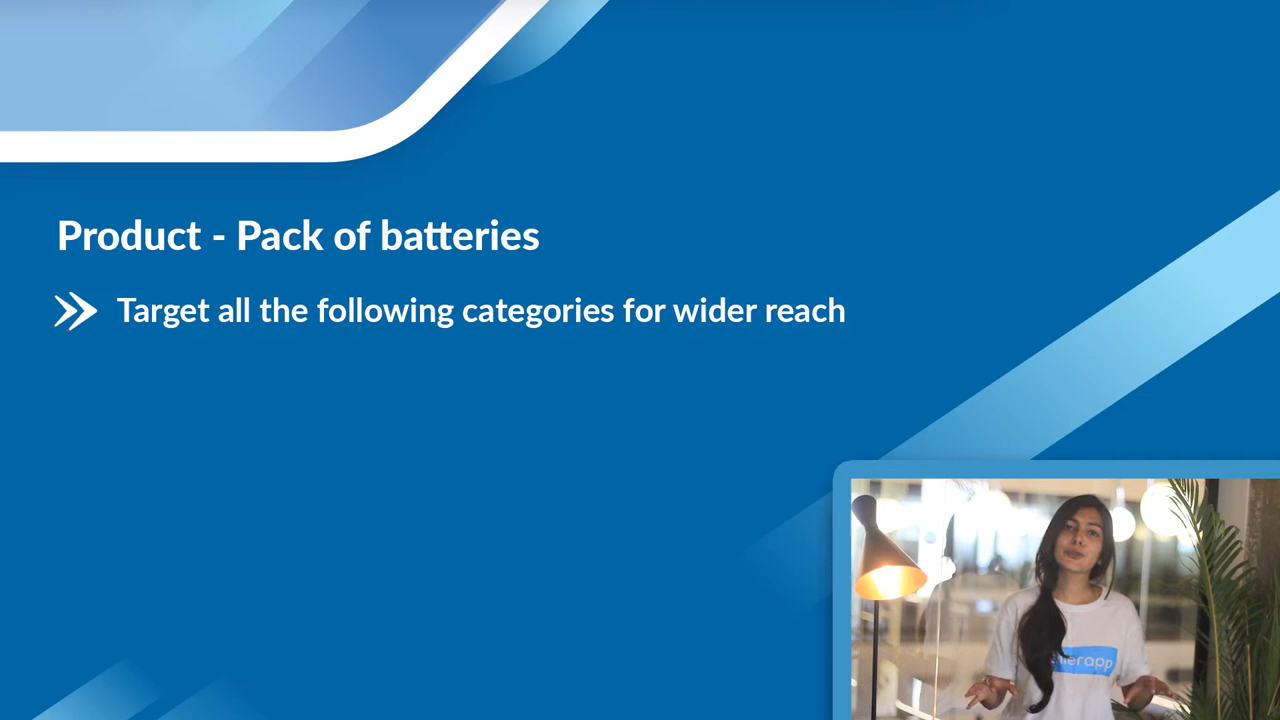 Product - Pack of batteries
Target all the following categories for wider reach